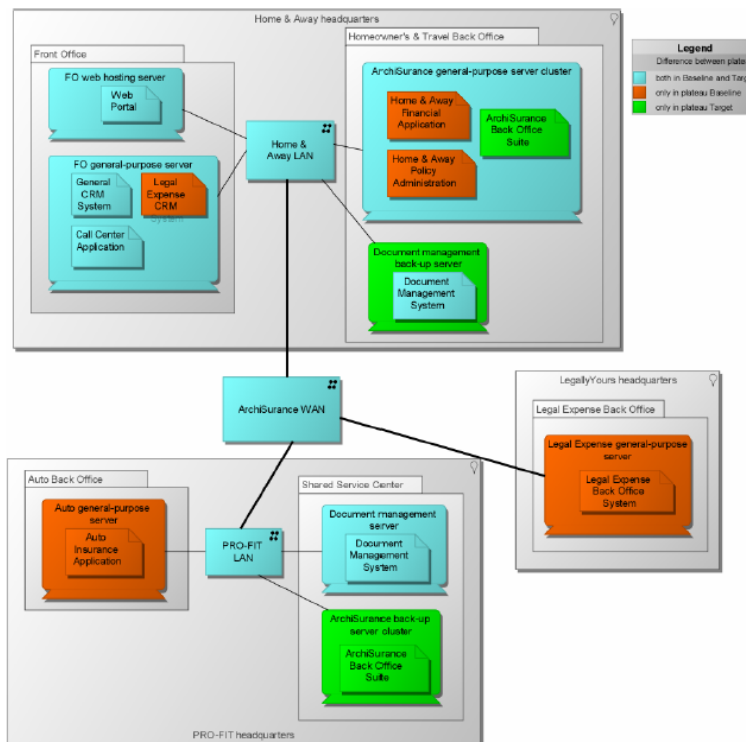 Home & Away headquarters
Front Office
FO web hosting server
Web
Portal
FO general-purpose server
General
CRM
System
Legal
Expense
CRM
System
Call Center
Application
Home &
Away LAN
Homeowner's & Travel Back Office
ArchiSurance general-purpose server cluster
Home & Away
Financial
Application
ArchiSurance
Back Office
Suite
Home & Away
Policy
Administration
Document management
back-up server
Document
Management
System
Legend
Difference between
both in Baseline and
only in plateau Baseline
only in plateau Target
ArchiSurance WAN
LegallyYours headquarters
Legal Expense Back Office
Legal Expense general-purpose
server
Legal Expense
Back Office
System
Auto Back Office
Auto general-purpose
server
Auto
Insurance
Application
PRO-FIT
LAN
Shared Service Center
Document management
server
Document
Management
System
ArchiSurance back-up
server cluster
ArchiSurance
Back Office
Suite
PRO-FIT headquarters